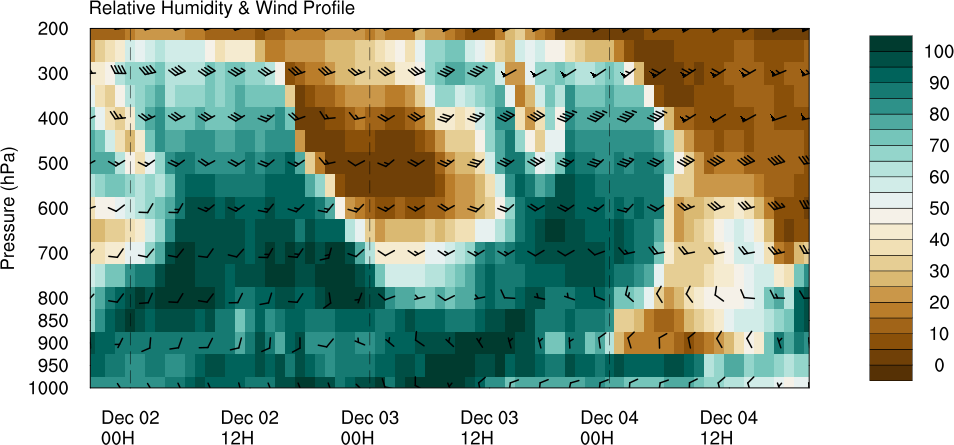 Relative Humidity & Wind Profile
200
300
400
500
600
700
800
850
900
950
1000
Pressure (hPa)
Dec 02 00H
Dec 02 12H
Dec 03 00H
Dec 03 12H
Dec 04 00H
Dec 04 12H
100
90
80
70
60
50
40
30
20
10
0